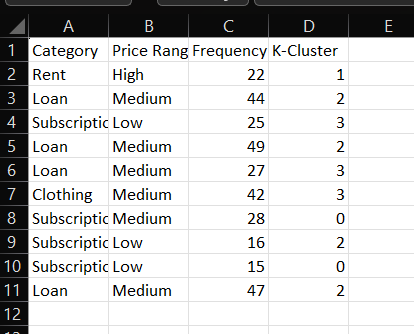 A B C D E
1 Category Price Rang Frequency K-Cluster
2 Rent High 22 1
3 Loan Medium 44 2
4 Subscriptic Low 25 3
5 Loan Medium 49 2
6 Loan Medium 27 3
7 Clothing Medium 42 3
8 Subscriptic Medium 28 0
9 Subscriptic Low 16 2
10 Subscriptic Low 15 0
11 Loan Medium 47 2
12